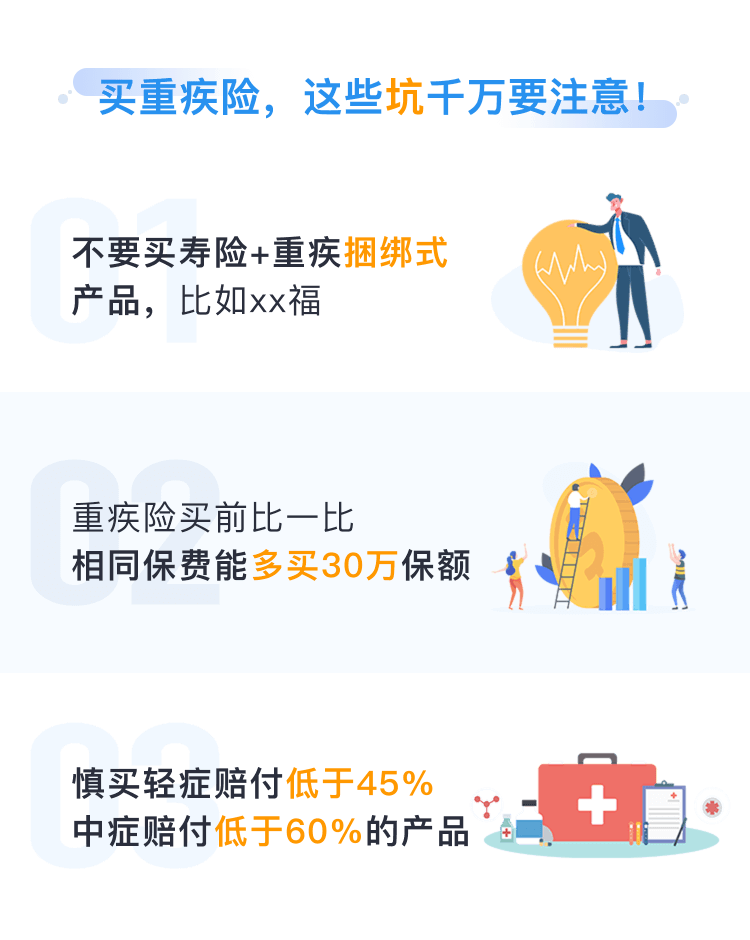 买重疾险，这些坑千万要注意！
01
不要买寿险+重疾捆绑式
产品，比如xx福
02
重疾险买前比一比
相同保费能多买30万保额
03
慎买轻症赔付低于45%
中症赔付低于60%的产品